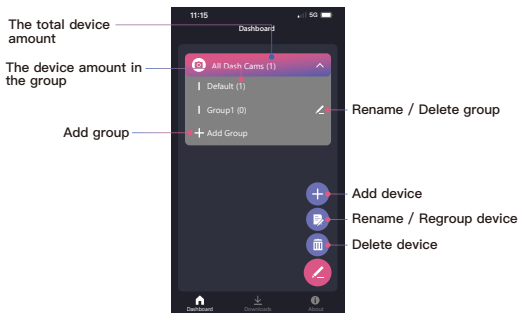 The total device
amount
The device amount in
the group
Add group
11:15
5G
Dashboard
All Dash Cams (1)
Default (1)
Group1 (0)
Add Group
Rename / Delete group
Add device
Rename / Regroup device
Delete device
Dashboard
Downloads
About